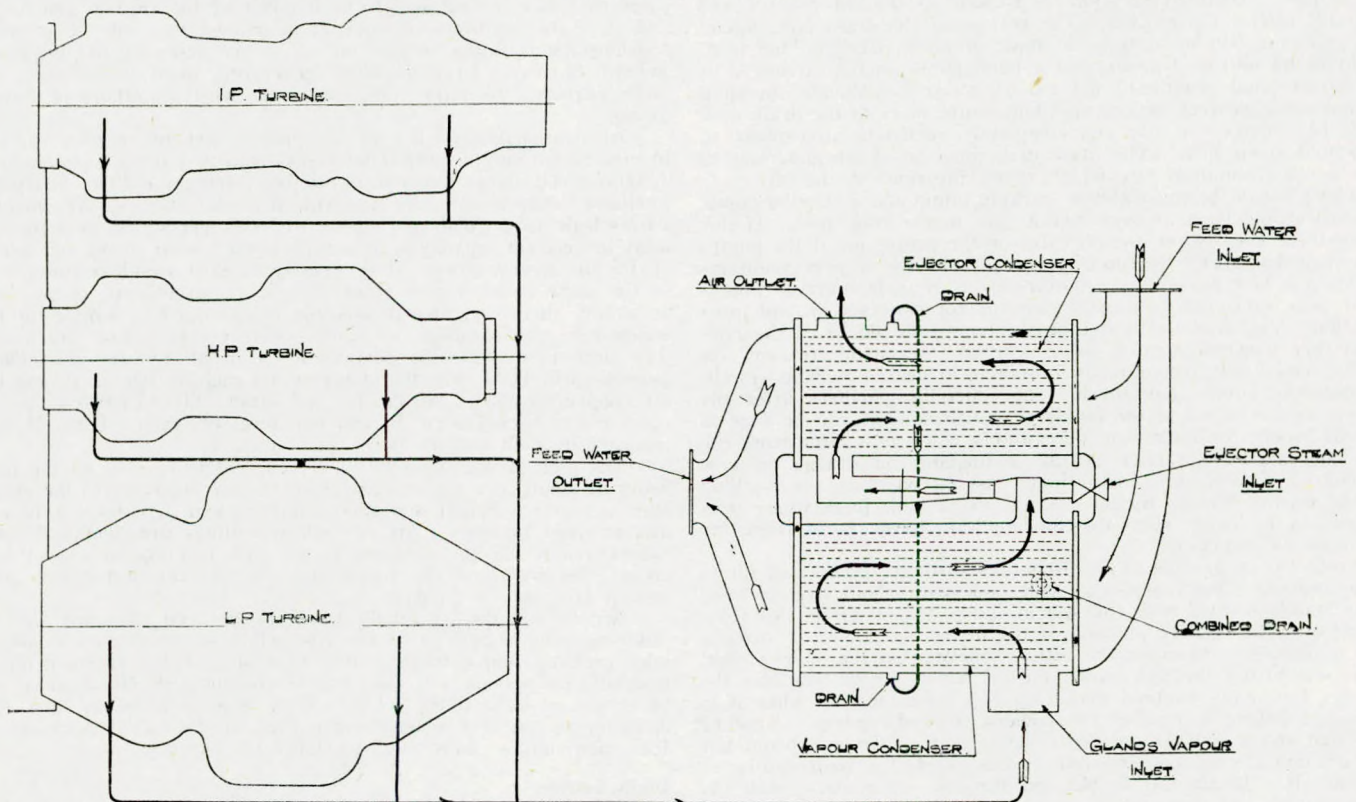 I.P. TURBINE.
H.P. TURBINE
L.P. TURBINE.
FEED WATER
INLET.
EJECTOR CONDENSER
AIR OUTLET.
DRAIN.
FEED WATER
OUTLET.
EJECTOR STEAM
INLET
COMBINED DRAIN.
DRAIN.
VAPOUR CONDENSER.
GLANDS VAPOUR
INLET